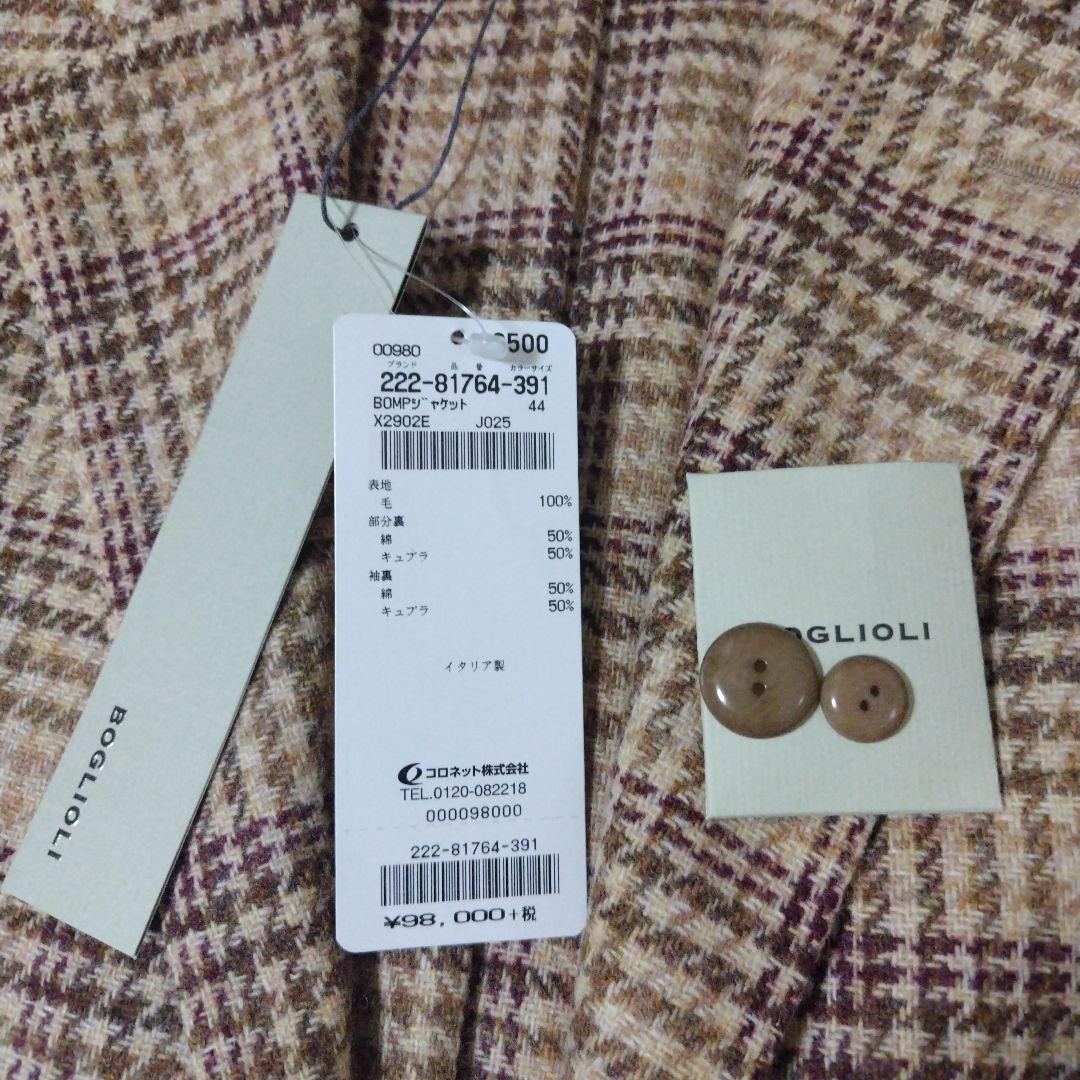 BOGLIOLI
00980
500
ブランド 品番 カラーサイズ
222-81764-391
BOMPジャケット 44
X2902E J025
表地
毛 100%
部分裏
綿 50%
キュプラ 50%
袖裏
綿 50%
キュプラ 50%
イタリア製
コロネット株式会社
TEL.0120-082218
000098000
222-81764-391
¥98,000+税
OGLIOLI